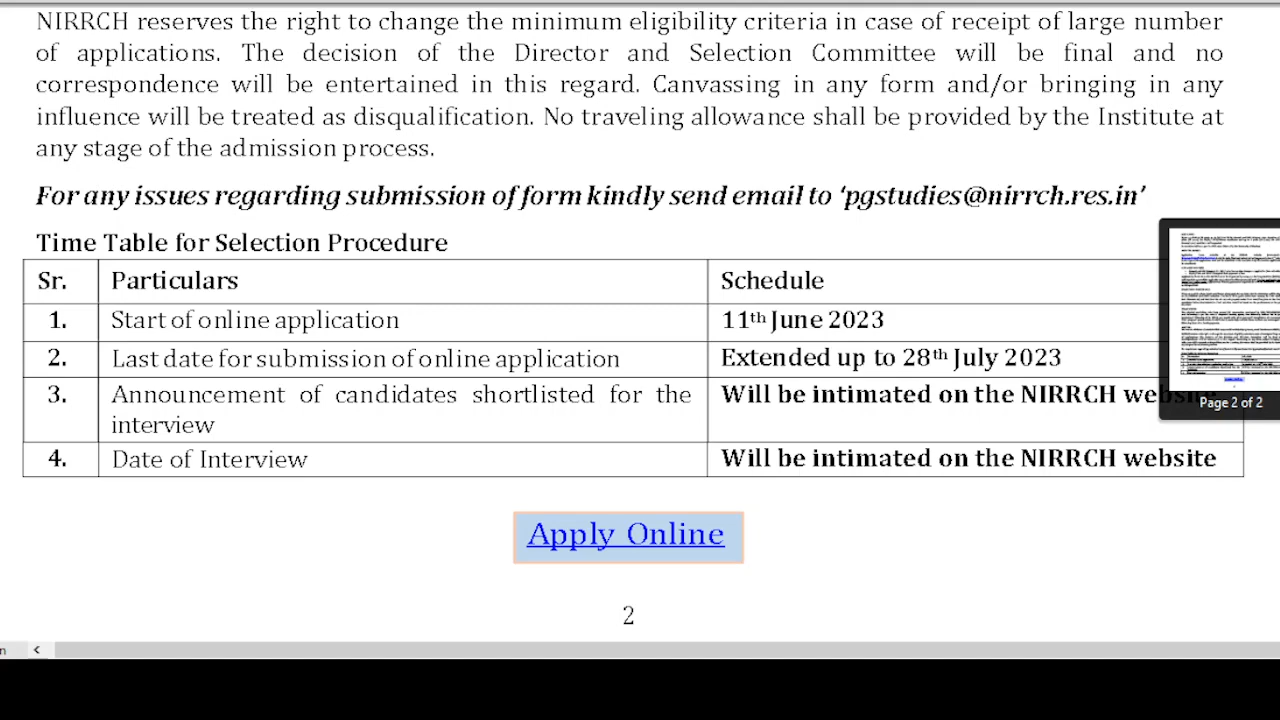 NIRRCH reserves the right to change the minimum eligibility criteria in case of receipt of large number
of applications. The decision of the Director and Selection Committee will be final and no
correspondence will be entertained in this regard. Canvassing in any form and/or bringing in any
influence will be treated as disqualification. No traveling allowance shall be provided by the Institute at
any stage of the admission process.
For any issues regarding submission of form kindly send email to ‘pgstudies@nirrch.res.in’
Time Table for Selection Procedure
Sr. Particulars Schedule
1. Start of online application 11th June 2023
2. Last date for submission of online application Extended up to 28th July 2023
3. Announcement of candidates shortlisted for the Will be intimated on the NIRRCH website
interview
4. Date of Interview Will be intimated on the NIRRCH website
Page 2 of 2
Apply Online
2